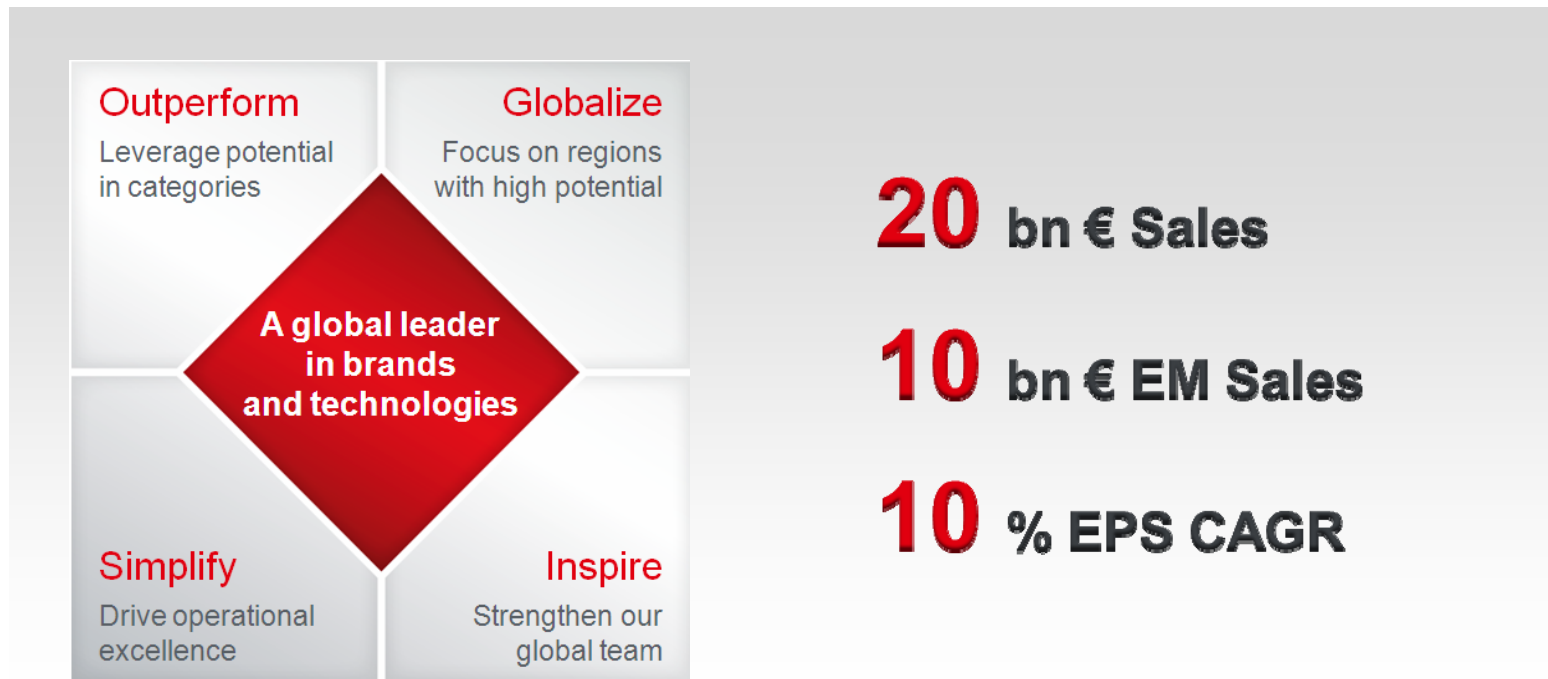 Outperform
Leverage potential
in categories
Globalize
Focus on regions
with high potential
A global leader
in brands
and technologies
Simplify
Drive operational
excellence
Inspire
Strengthen our
global team
20 bn € Sales
10 bn € EM Sales
10 % EPS CAGR